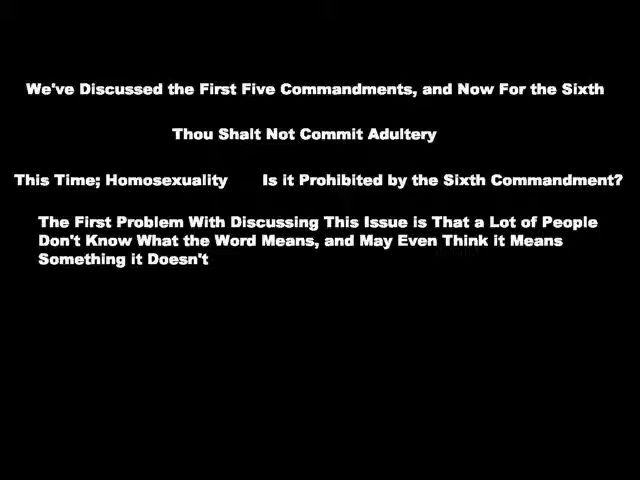 We've Discussed the First Five Commandments, and Now For the Sixth
Thou Shalt Not Commit Adultery
This Time; Homosexuality Is it Prohibited by the Sixth Commandment?
The First Problem With Discussing This Issue is That a Lot of People
Don't Know What the Word Means, and May Even Think it Means
Something it Doesn't